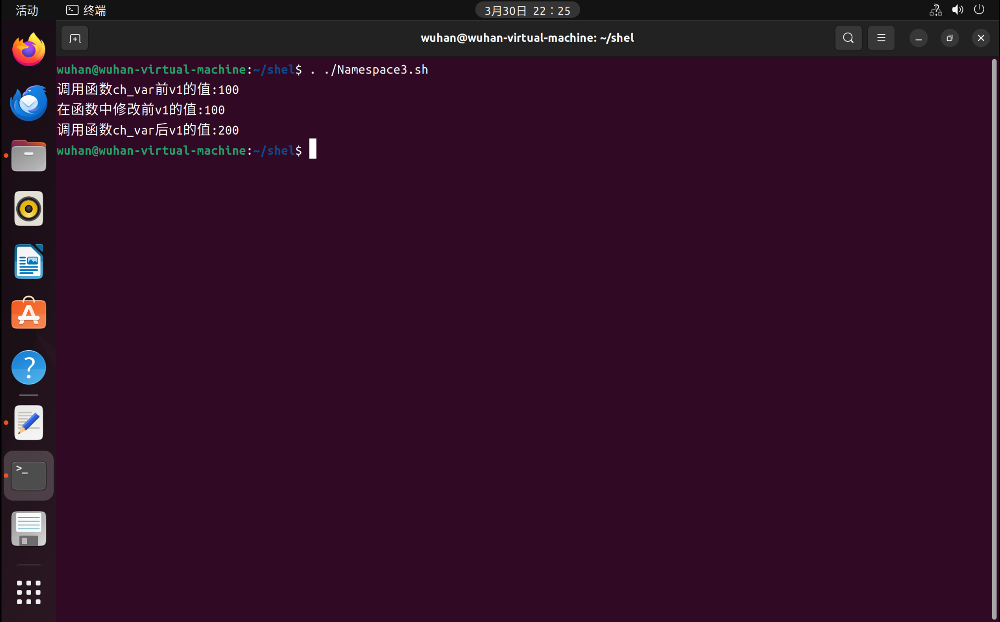 活动 终端 3月30日 22：25
wuhan@wuhan-virtual-machine: ~/shel
wuhan@wuhan-virtual-machine:~/shel$ . ./Namespace3.sh
调用函数ch_var前v1的值:100
在函数中修改前v1的值:100
调用函数ch_var后v1的值:200
wuhan@wuhan-virtual-machine:~/shel$